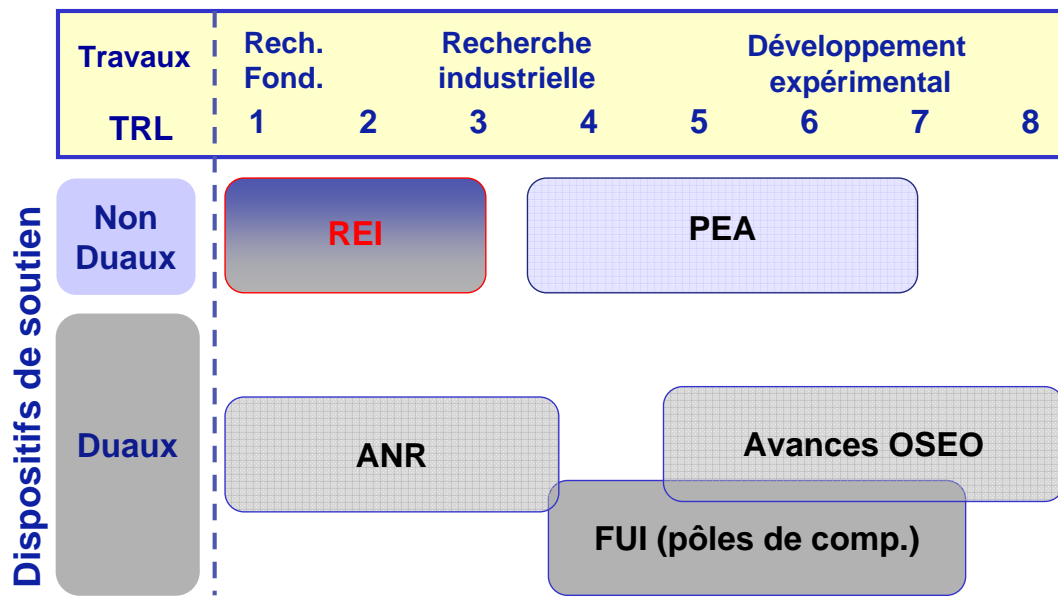 Travaux
Rech.
Fond.
Recherche
industrielle
Développement
expérimental
TRL
1 2 3 4 5 6 7 8
Dispositifs de soutien
Non
Duaux
REI
PEA
Duaux
ANR
Avances OSEO
FUI (pôles de comp.)